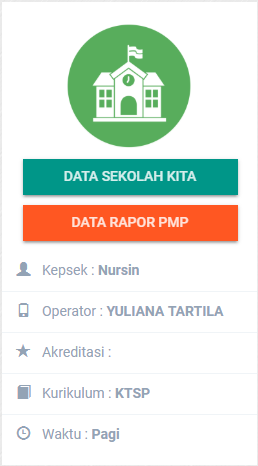 DATA SEKOLAH KITA
DATA RAPOR PMP
Kepsek : Nursin
Operator : YULIANA TARTILA
Akreditasi :
Kurikulum : KTSP
Waktu : Pagi